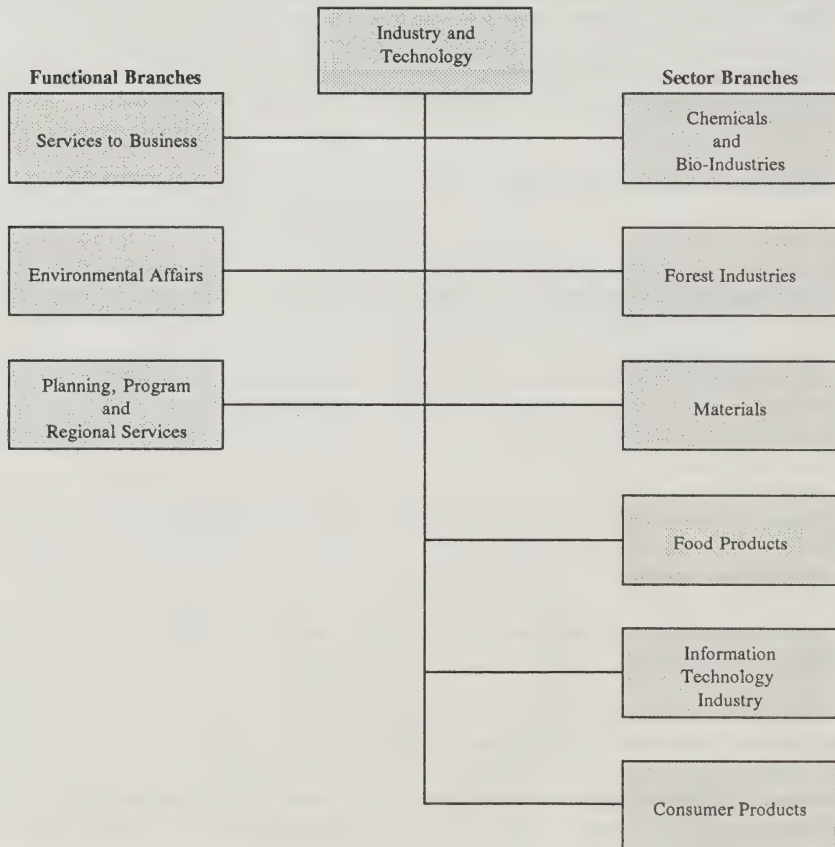 Industry and
Technology
Functional Branches
Services to Business
Environmental Affairs
Planning, Program
and
Regional Services
Sector Branches
Chemicals
and
Bio-Industries
Forest Industries
Materials
Food Products
Information
Technology
Industry
Consumer Products